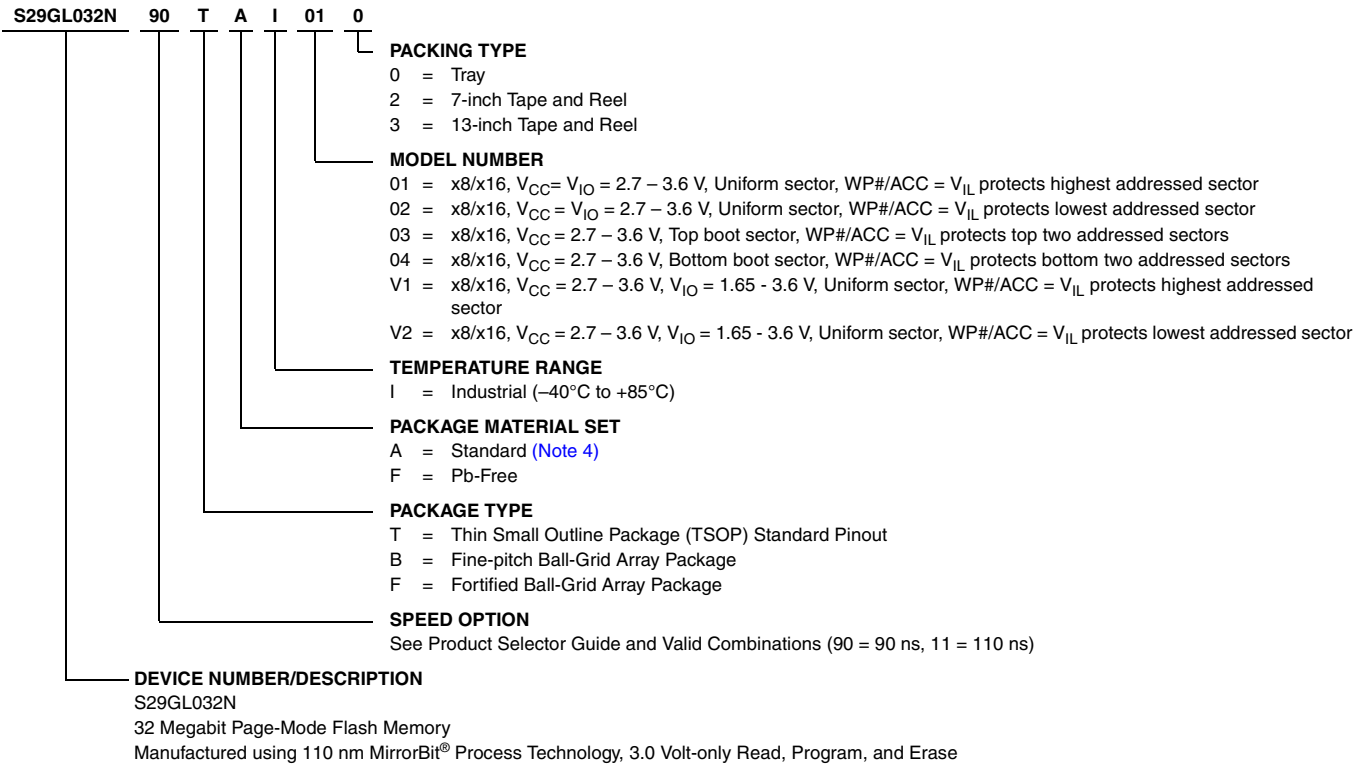 S29GL032N 90 T A I 01 0
PACKING TYPE
0 = Tray
2 = 7-inch Tape and Reel
3 = 13-inch Tape and Reel
MODEL NUMBER
01 = x8/x16, VCC= VIO = 2.7 – 3.6 V, Uniform sector, WP#/ACC = VIL protects highest addressed sector
02 = x8/x16, VCC = VIO = 2.7 – 3.6 V, Uniform sector, WP#/ACC = VIL protects lowest addressed sector
03 = x8/x16, VCC = 2.7 – 3.6 V, Top boot sector, WP#/ACC = VIL protects top two addressed sectors
04 = x8/x16, VCC = 2.7 – 3.6 V, Bottom boot sector, WP#/ACC = VIL protects bottom two addressed sectors
V1 = x8/x16, VCC = 2.7 – 3.6 V, VIO = 1.65 - 3.6 V, Uniform sector, WP#/ACC = VIL protects highest addressed
sector
V2 = x8/x16, VCC = 2.7 – 3.6 V, VIO = 1.65 - 3.6 V, Uniform sector, WP#/ACC = VIL protects lowest addressed sector
TEMPERATURE RANGE
I = Industrial (–40°C to +85°C)
PACKAGE MATERIAL SET
A = Standard (Note 4)
F = Pb-Free
PACKAGE TYPE
T = Thin Small Outline Package (TSOP) Standard Pinout
B = Fine-pitch Ball-Grid Array Package
F = Fortified Ball-Grid Array Package
SPEED OPTION
See Product Selector Guide and Valid Combinations (90 = 90 ns, 11 = 110 ns)
DEVICE NUMBER/DESCRIPTION
S29GL032N
32 Megabit Page-Mode Flash Memory
Manufactured using 110 nm MirrorBit® Process Technology, 3.0 Volt-only Read, Program, and Erase